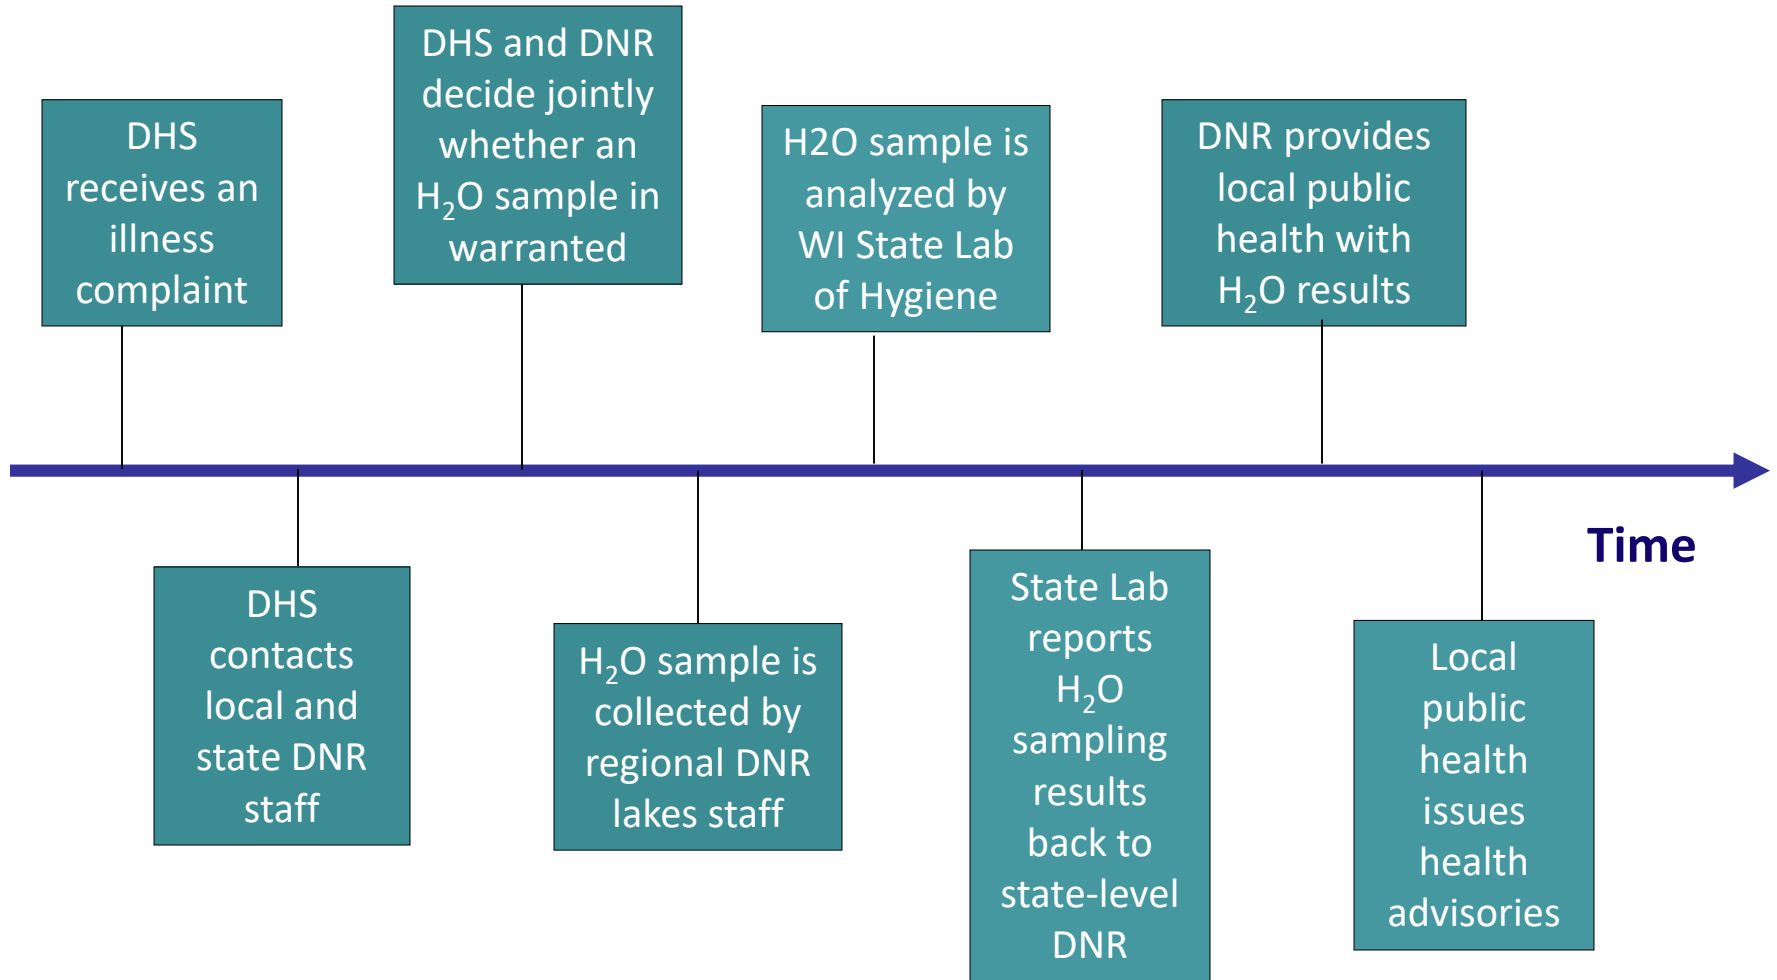 DHS
receives an
illness
complaint
DHS
contacts
local and
state DNR
staff
DHS and DNR
decide jointly
whether an
H₂O sample in
warranted
H₂O sample is
collected by
regional DNR
lakes staff
H2O sample is
analyzed by
WI State Lab
of Hygiene
State Lab
reports
H₂O
sampling
results
back to
state-level
DNR
DNR provides
local public
health with
H₂O results
Local
public
health
issues
health
advisories
Time